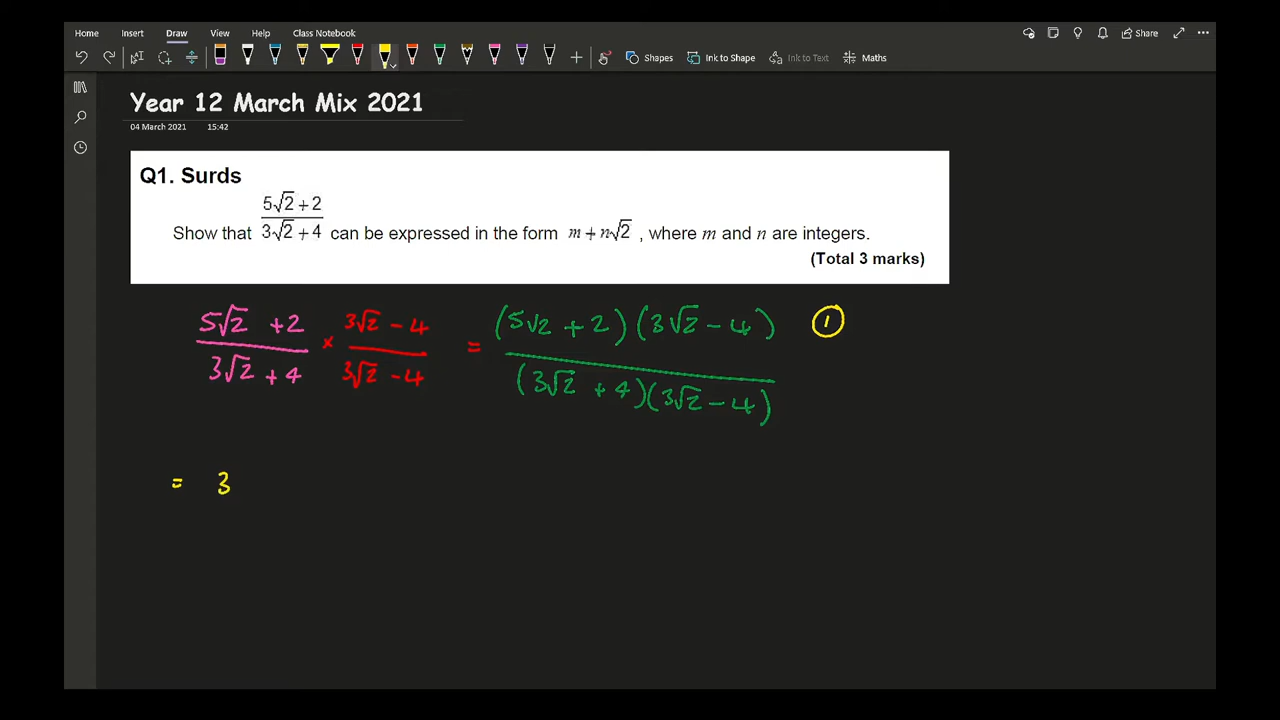 Home Insert Draw View Help Class Notebook Share
Shapes Ink to Shape Ink to Text Maths
Year 12 March Mix 2021
04 March 2021 15:42
Q1. Surds
Show that (5√2+2)/(3√2+4) can be expressed in the form m+n√2, where m and n are integers.
(Total 3 marks)
(5√2 +2)/(3√2 +4) × (3√2 - 4)/(3√2 - 4) = (5√2 + 2)(3√2 - 4)/(3√2 + 4)(3√2 - 4) ①
= 3